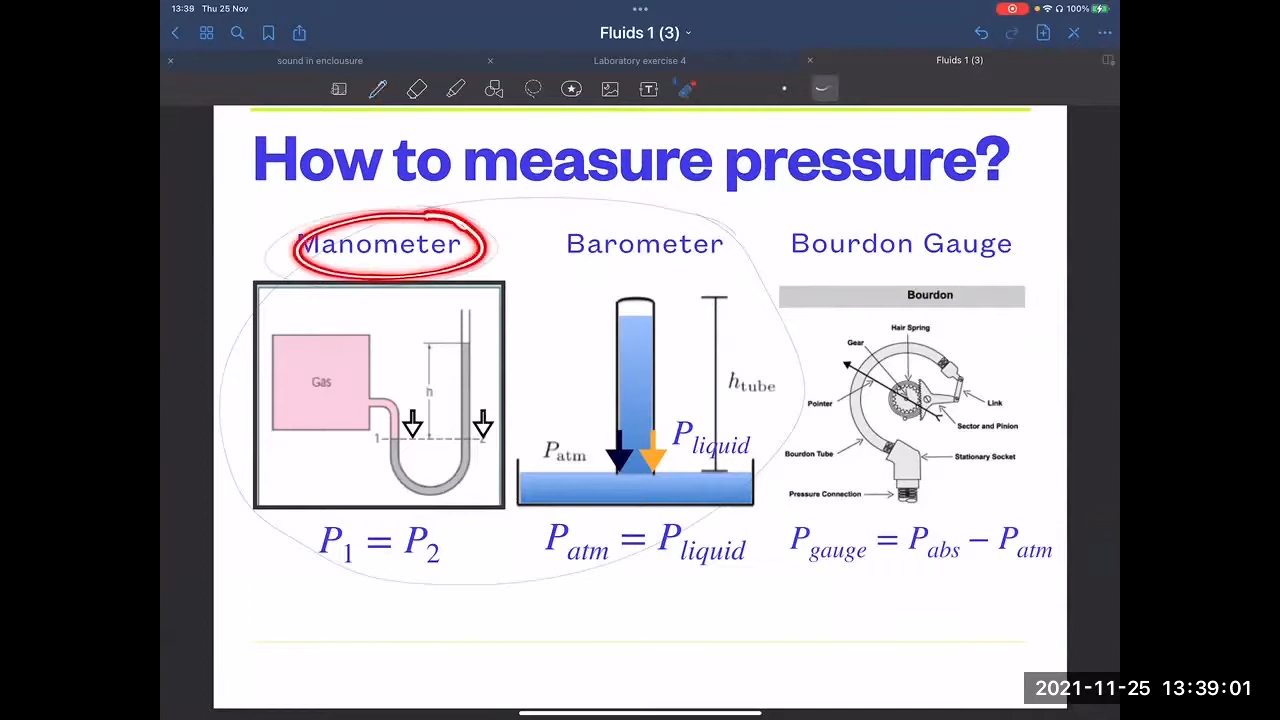 13:39 Thu 25 Nov
100%
Fluids 1 (3)
sound in enclousure
Laboratory exercise 4
Fluids 1 (3)
How to measure pressure?
Manometer
Barometer
Bourdon Gauge
Gas
h
1
2
P_atm
P_liquid
h_tube
Bourdon
Hair Spring
Gear
Pointer
Link
Sector and Pinion
Bourdon Tube
Stationary Socket
Pressure Connection
P_1 = P_2
P_atm = P_liquid
P_gauge = P_abs − P_atm
2021-11-25 13:39:01